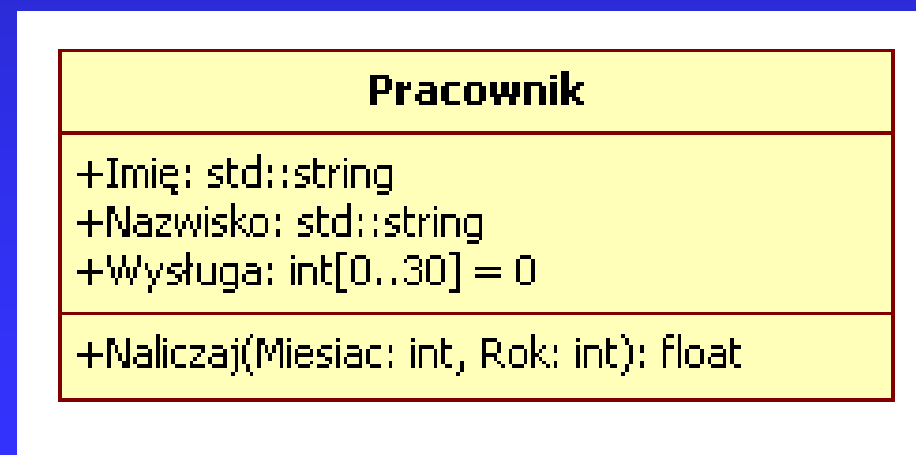 Pracownik
+Imię: std::string
+Nazwisko: std::string
+Wysługa: int[0..30] = 0
+Naliczaj(Miesiac: int, Rok: int): float